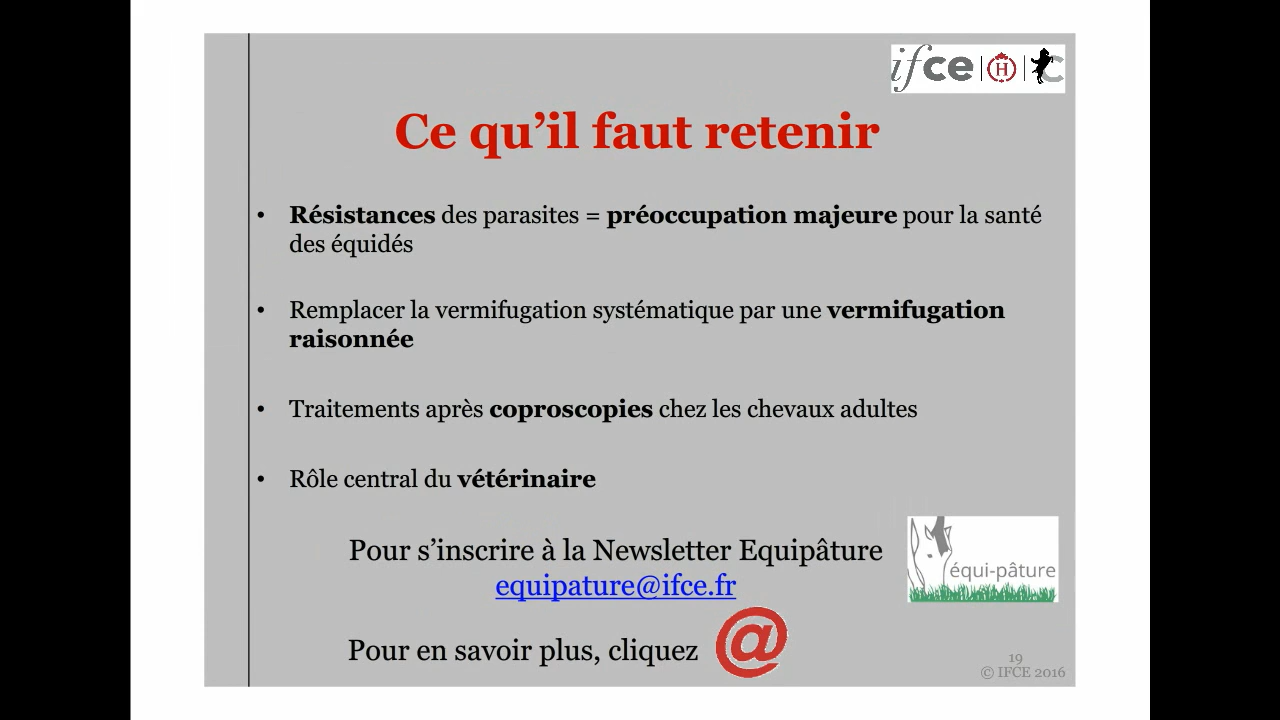 ifce | H | C
Ce qu’il faut retenir
• Résistances des parasites = préoccupation majeure pour la santé
des équidés
• Remplacer la vermifugation systématique par une vermifugation
raisonnée
• Traitements après coproscopies chez les chevaux adultes
• Rôle central du vétérinaire
Pour s’inscrire à la Newsletter Equipâture
equipature@ifce.fr
équi-pâture
Pour en savoir plus, cliquez @
19
© IFCE 2016